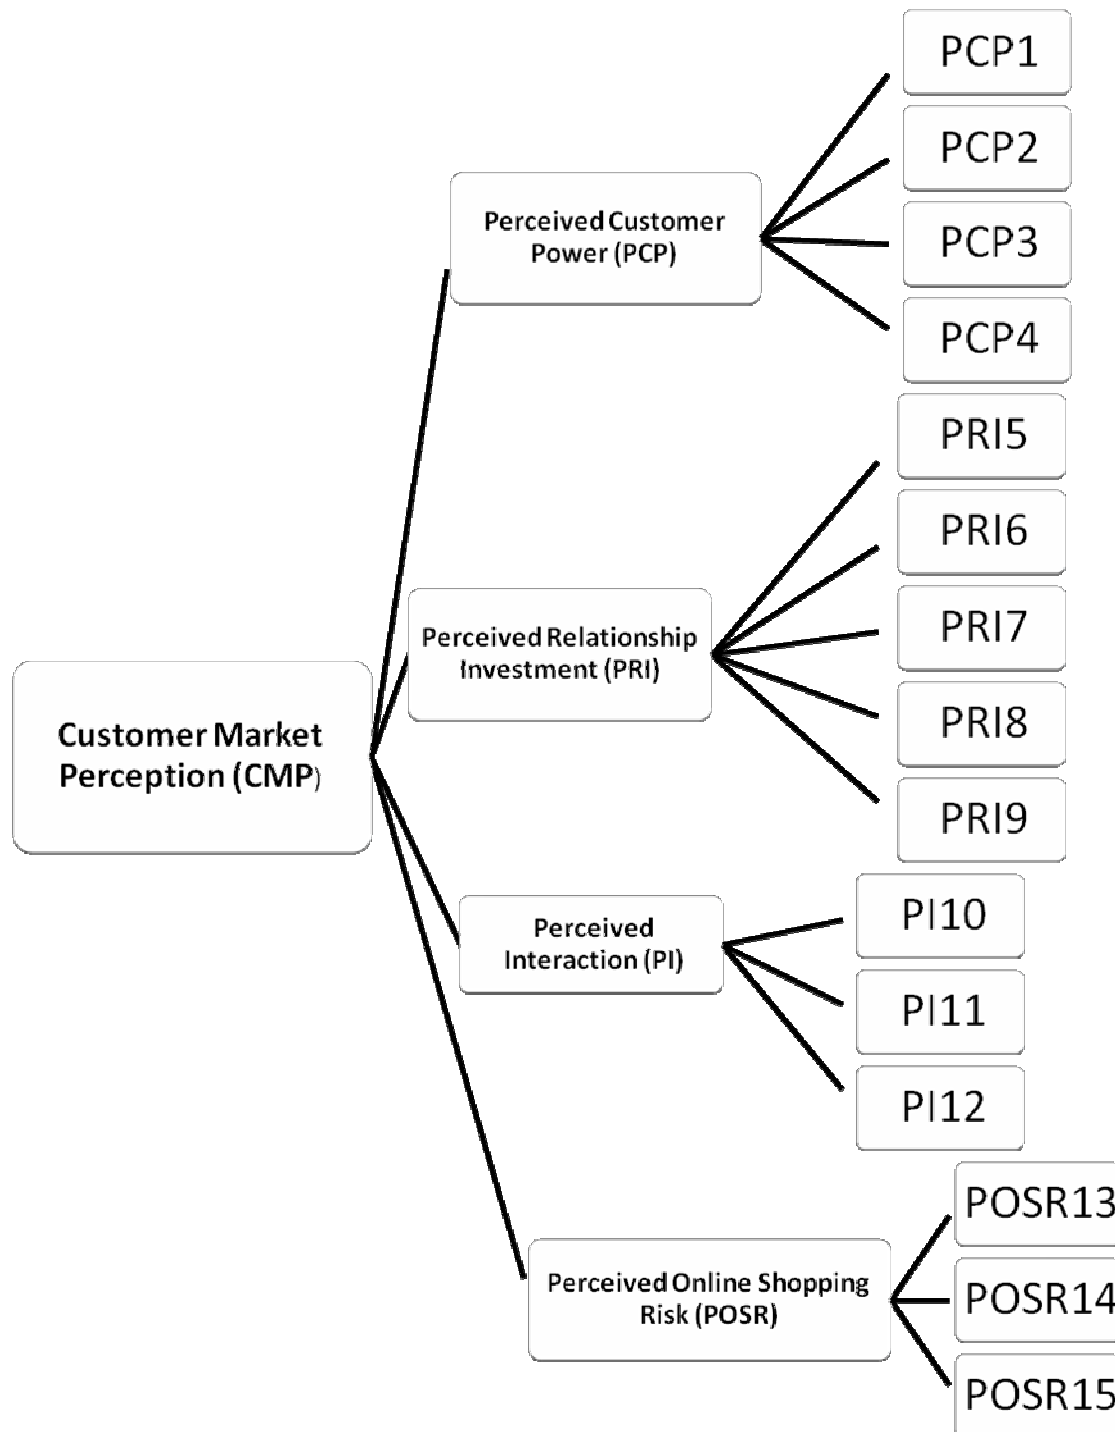 PCP1
PCP2
Perceived Customer
Power (PCP)
PCP3
PCP4
PRI5
PRI6
Perceived Relationship
Investment (PRI)
PRI7
PRI8
Customer Market
Perception (CMP)
PRI9
PI10
Perceived
Interaction (PI)
PI11
PI12
POSR13
Perceived Online Shopping
Risk (POSR)
POSR14
POSR15